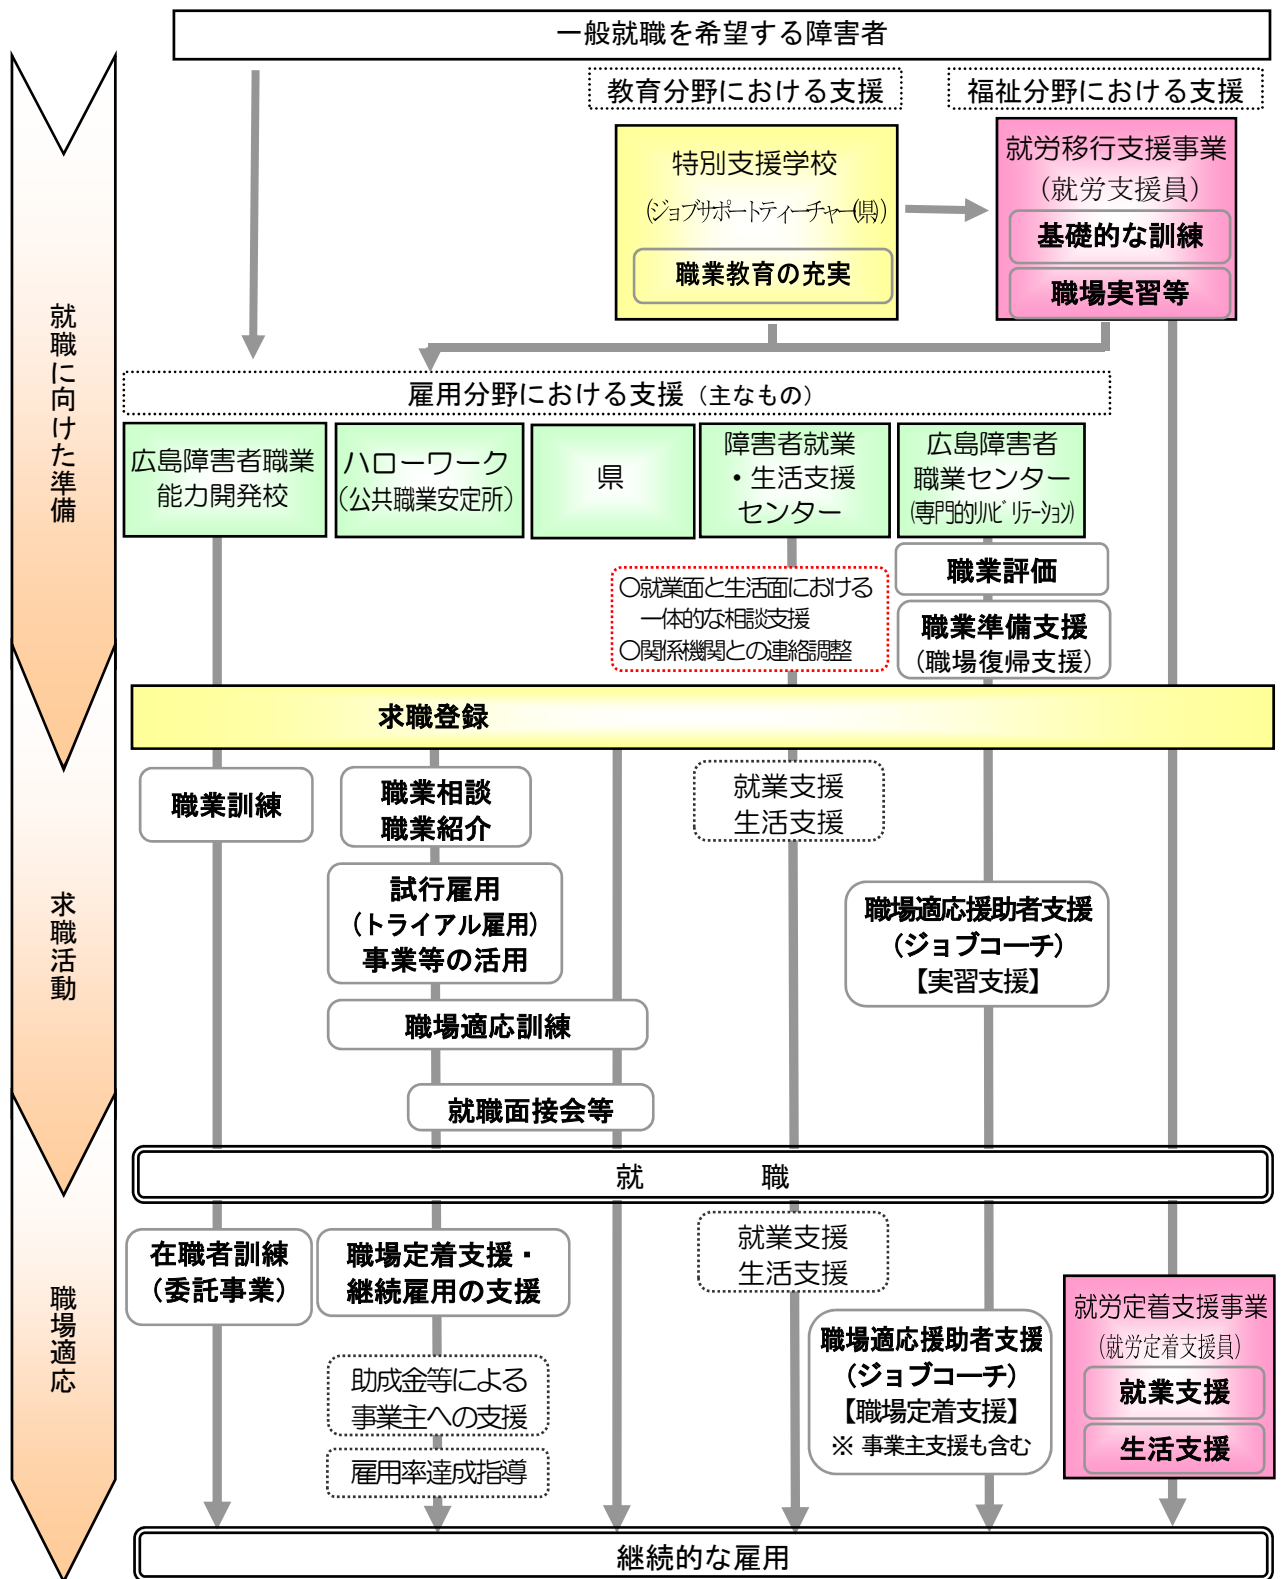 一般就職を希望する障害者
教育分野における支援
福祉分野における支援
特別支援学校
(ジョブサポートティーチャー(県))
職業教育の充実
就労移行支援事業
(就労支援員)
基礎的な訓練
職場実習等
就職に向けた準備
雇用分野における支援（主なもの）
広島障害者職業
能力開発校
ハローワーク
(公共職業安定所)
県
障害者就業
・生活支援
センター
広島障害者
職業センター
(専門的リハビリテーション)
○就業面と生活面における
一体的な相談支援
○関係機関との連絡調整
職業評価
職業準備支援
(職場復帰支援)
求職登録
求職活動
職業訓練
職業相談
職業紹介
試行雇用
(トライアル雇用)
事業等の活用
職場適応訓練
就職面接会等
就業支援
生活支援
職場適応援助者支援
(ジョブコーチ)
【実習支援】
就　職
職場適応
在職者訓練
(委託事業)
職場定着支援・
継続雇用の支援
助成金等による
事業主への支援
雇用率達成指導
就業支援
生活支援
職場適応援助者支援
(ジョブコーチ)
【職場定着支援】
※ 事業主支援も含む
就労定着支援事業
(就労定着支援員)
就業支援
生活支援
継続的な雇用